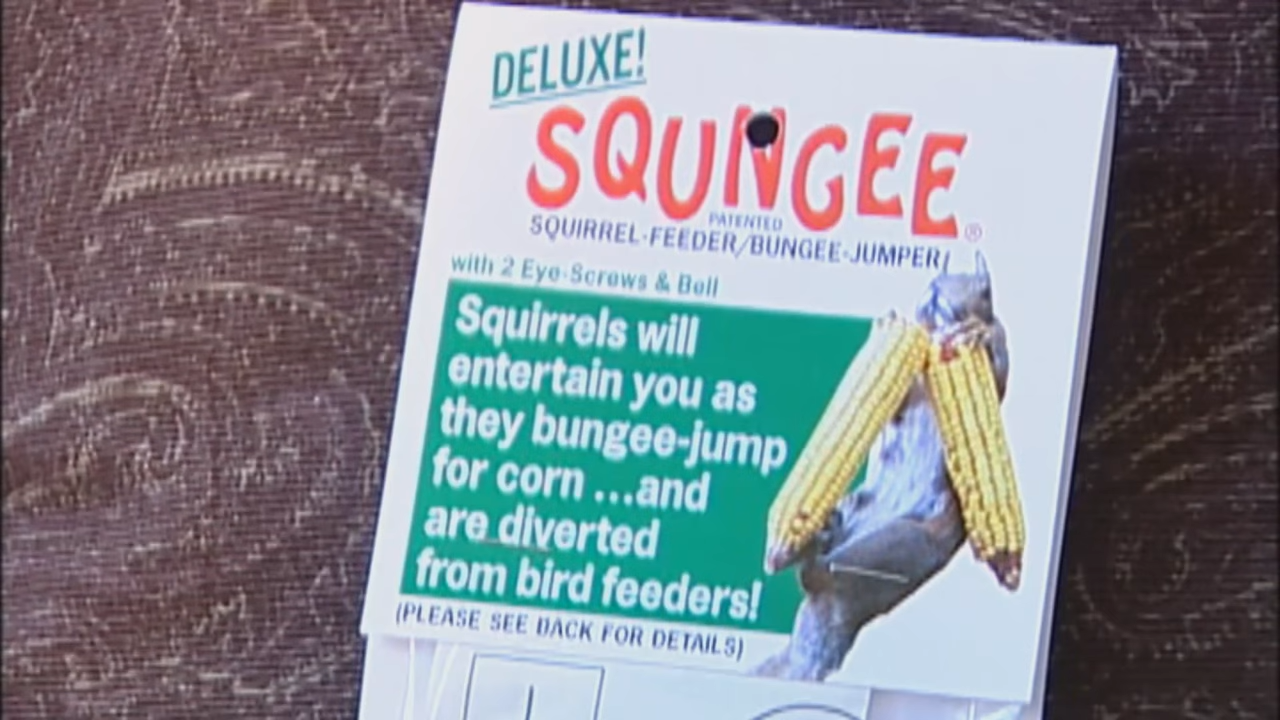 DELUXE!
SQUNGEE®
PATENTED
SQUIRREL-FEEDER/BUNGEE-JUMPER
with 2 Eye-Screws & Bell
Squirrels will
entertain you as
they bungee-jump
for corn ...and
are diverted
from bird feeders!
(PLEASE SEE BACK FOR DETAILS)